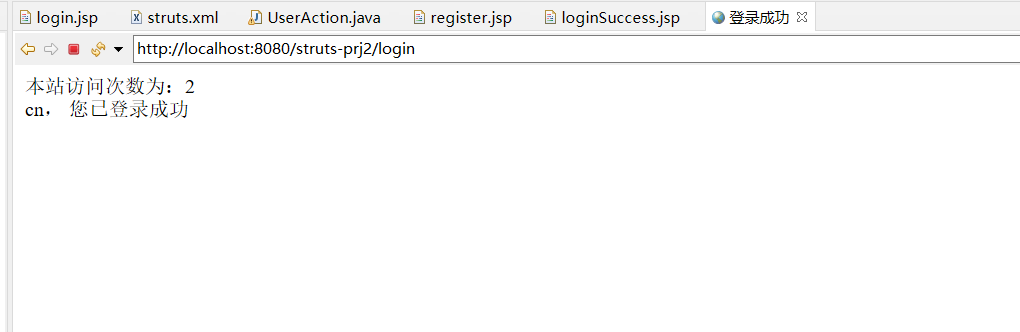 login.jsp struts.xml UserAction.java register.jsp loginSuccess.jsp 登录成功
http://localhost:8080/struts-prj2/login
本站访问次数为：2
cn， 您已登录成功